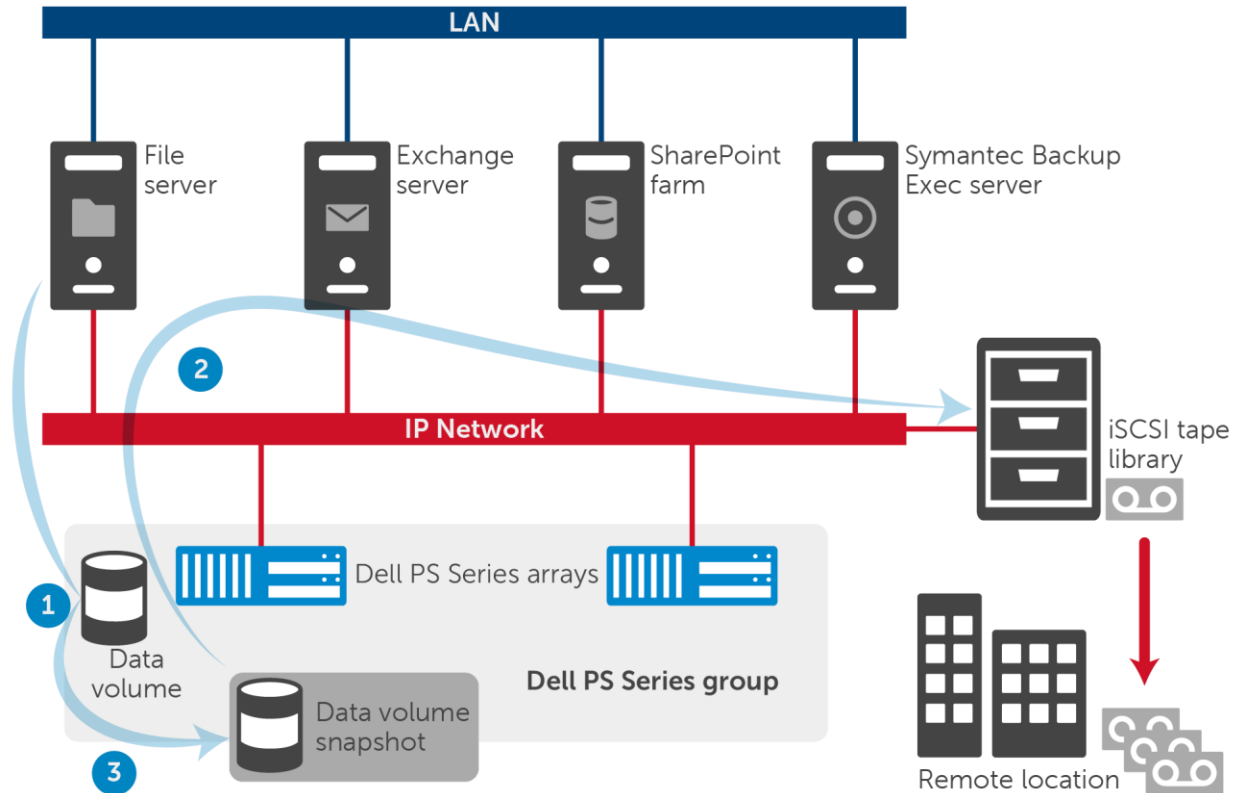 LAN
File
server
Exchange
server
SharePoint
farm
Symantec Backup
Exec server
2
IP Network
iSCSI tape
library
Dell PS Series arrays
1
Data
volume
Dell PS Series group
Data volume
snapshot
3
Remote location